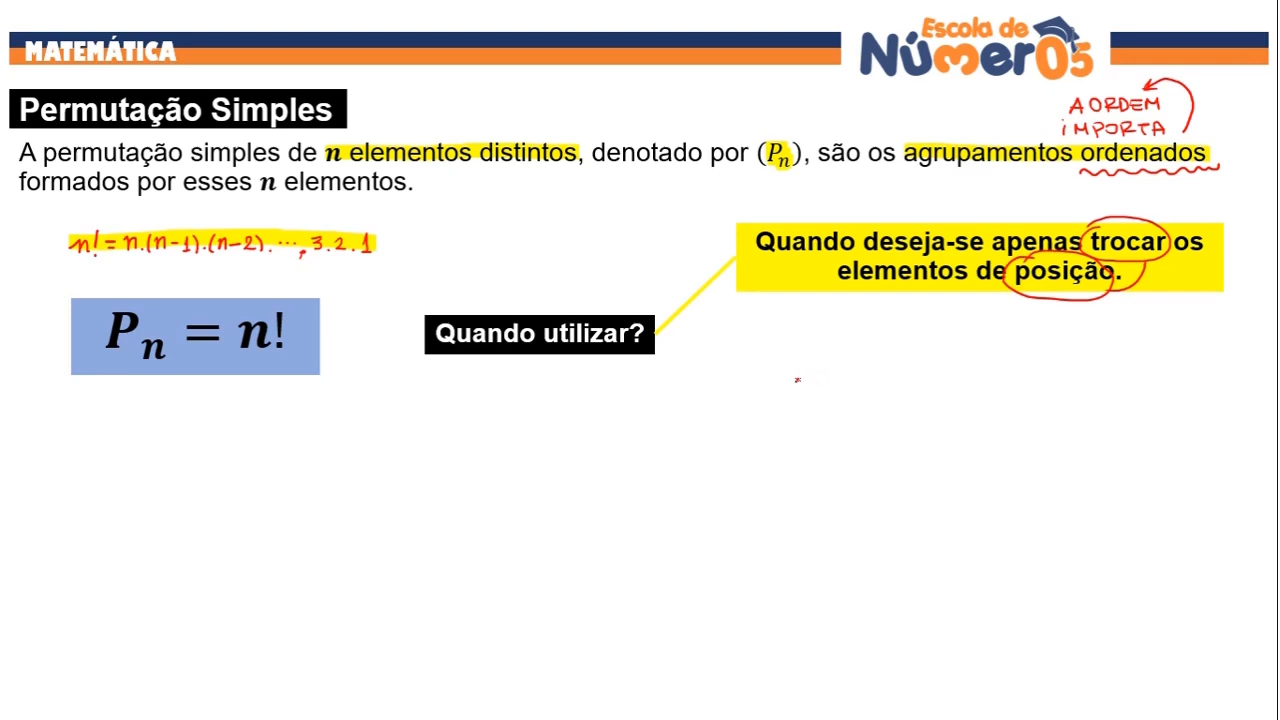 MATEMÁTICA
Escola de
Númer05
Permutação Simples
A ORDEM
IMPORTA
A permutação simples de n elementos distintos, denotado por (Pn), são os agrupamentos ordenados
formados por esses n elementos.
n! = n.(n-1).(n-2). ..., 3.2.1
Quando deseja-se apenas trocar os
elementos de posição.
Pn = n!
Quando utilizar?